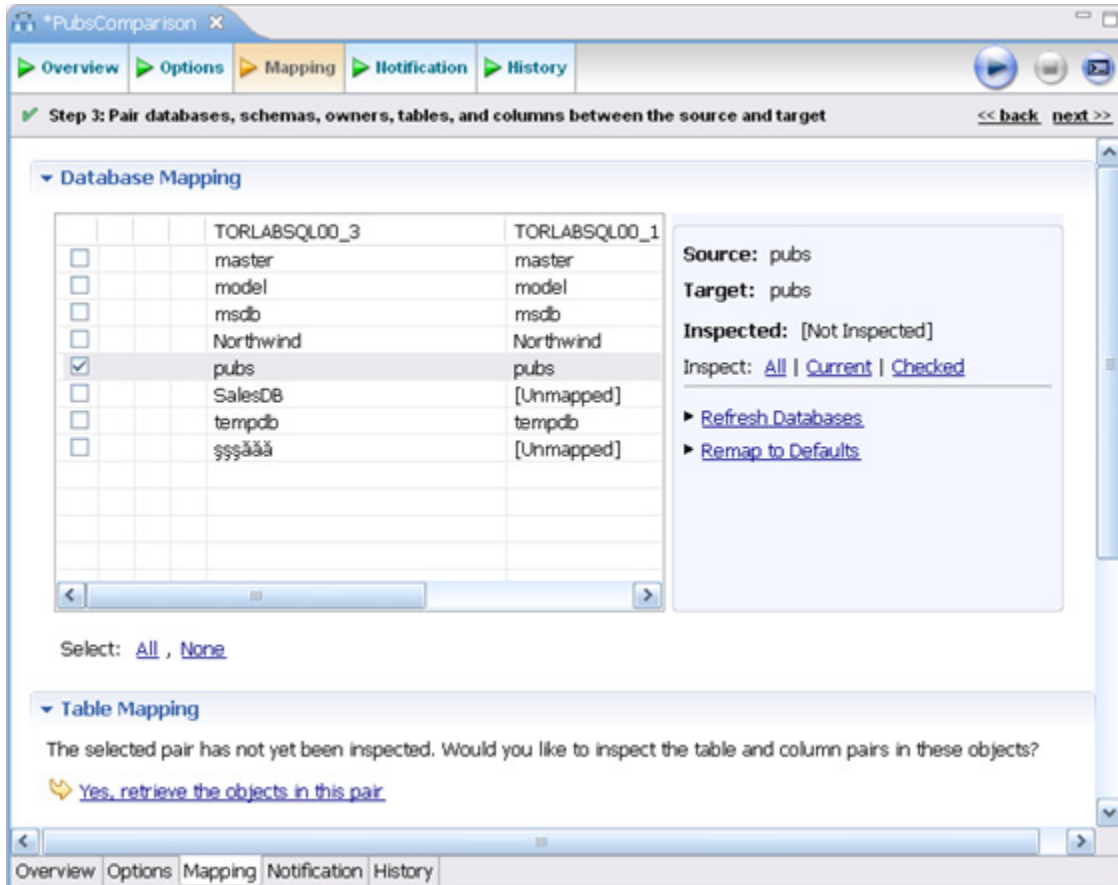 *PubsComparison
Overview Options Mapping Notification History
Step 3: Pair databases, schemas, owners, tables, and columns between the source and target << back next >>
Database Mapping
TORLABSQL00_3 TORLABSQL00_1
master master
model model
msdb msdb
Northwind Northwind
pubs pubs
SalesDB [Unmapped]
tempdb tempdb
şşşăăă [Unmapped]
Source: pubs
Target: pubs
Inspected: [Not Inspected]
Inspect: All | Current | Checked
Refresh Databases
Remap to Defaults
Select: All , None
Table Mapping
The selected pair has not yet been inspected. Would you like to inspect the table and column pairs in these objects?
Yes, retrieve the objects in this pair
Overview Options Mapping Notification History